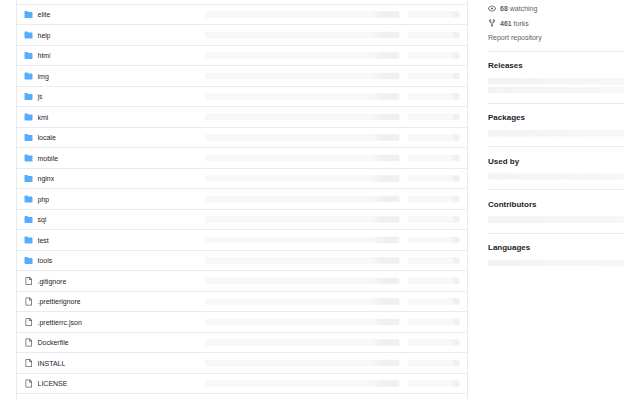 elite
help
html
img
js
kml
locale
mobile
nginx
php
sql
test
tools
.gitignore
.prettierignore
.prettierrc.json
Dockerfile
INSTALL
LICENSE
68 watching
461 forks
Report repository
Releases
Packages
Used by
Contributors
Languages